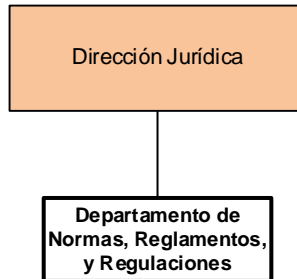 Dirección Jurídica
Departamento de
Normas, Reglamentos,
y Regulaciones